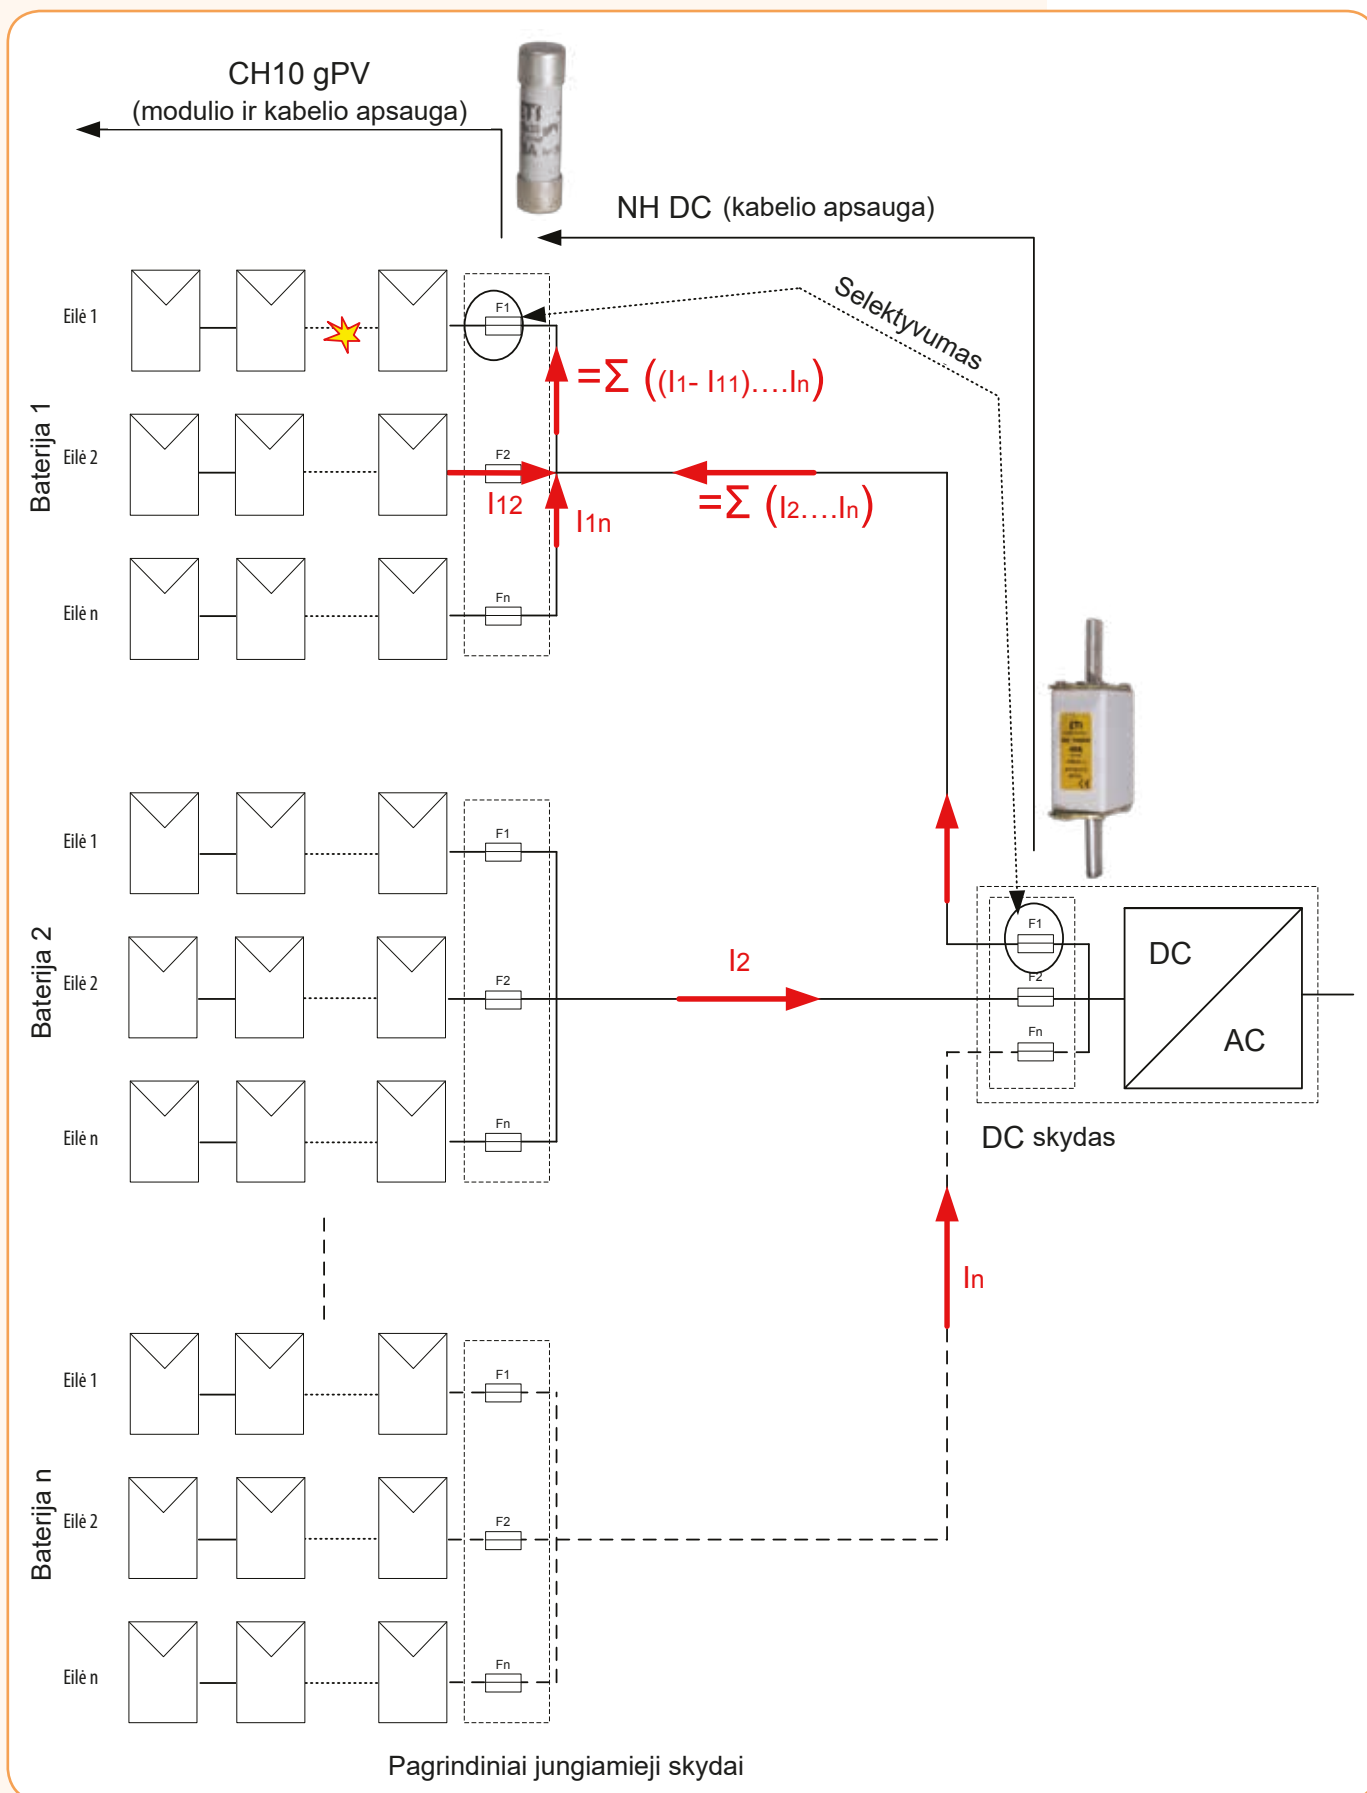 CH10 gPV
(modulio ir kabelio apsauga)
ETI
gPV
NH DC (kabelio apsauga)
Selektyvumas
Baterija 1
Eilė 1
F1
=Σ ((I1- I11)....In)
Eilė 2
F2
I12
I1n
=Σ (I2....In)
Eilė n
Fn
ETI
Baterija 2
Eilė 1
F1
Eilė 2
F2
I2
Eilė n
Fn
F1
F2
Fn
DC
AC
DC skydas
In
Baterija n
Eilė 1
F1
Eilė 2
F2
Eilė n
Fn
Pagrindiniai jungiamieji skydai